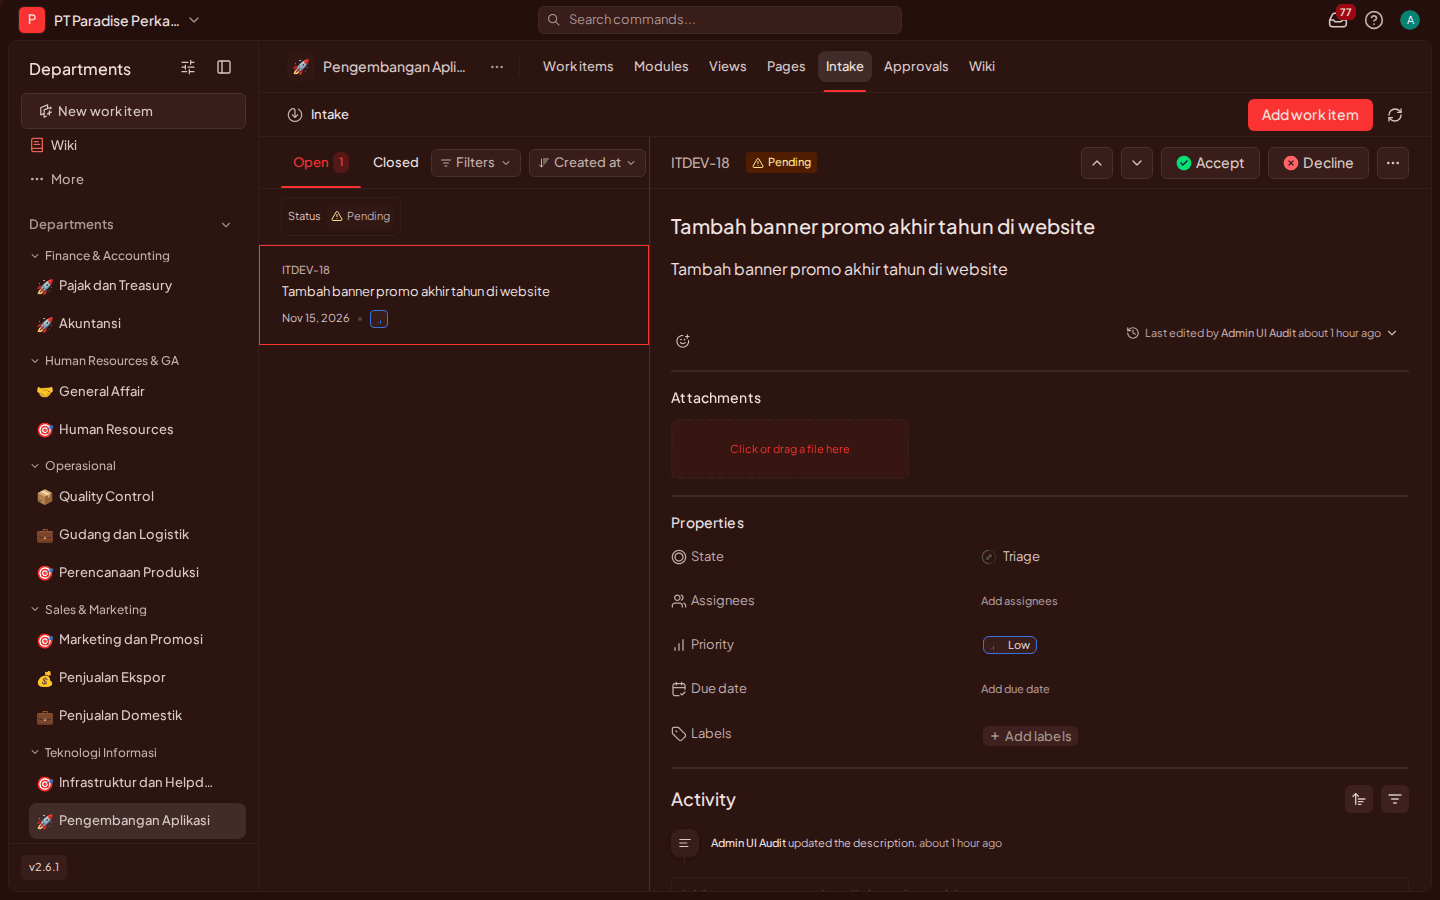 P PT Paradise Perka...
Search commands...
77
A
Departments
New work item
Wiki
More
Departments
Finance & Accounting
Pajak dan Treasury
Akuntansi
Human Resources & GA
General Affair
Human Resources
Operasional
Quality Control
Gudang dan Logistik
Perencanaan Produksi
Sales & Marketing
Marketing dan Promosi
Penjualan Ekspor
Penjualan Domestik
Teknologi Informasi
Infrastruktur dan Helpd...
Pengembangan Aplikasi
v2.6.1
Pengembangan Apli...
Work items Modules Views Pages Intake Approvals Wiki
Intake
Add work item
Open 1 Closed Filters Created at
Status Pending
ITDEV-18
Tambah banner promo akhir tahun di website
Nov 15, 2026
ITDEV-18 Pending
Accept Decline
Tambah banner promo akhir tahun di website
Tambah banner promo akhir tahun di website
Last edited by Admin UI Audit about 1 hour ago
Attachments
Click or drag a file here
Properties
State Triage
Assignees Add assignees
Priority Low
Due date Add due date
Labels Add labels
Activity
Admin UI Audit updated the description. about 1 hour ago